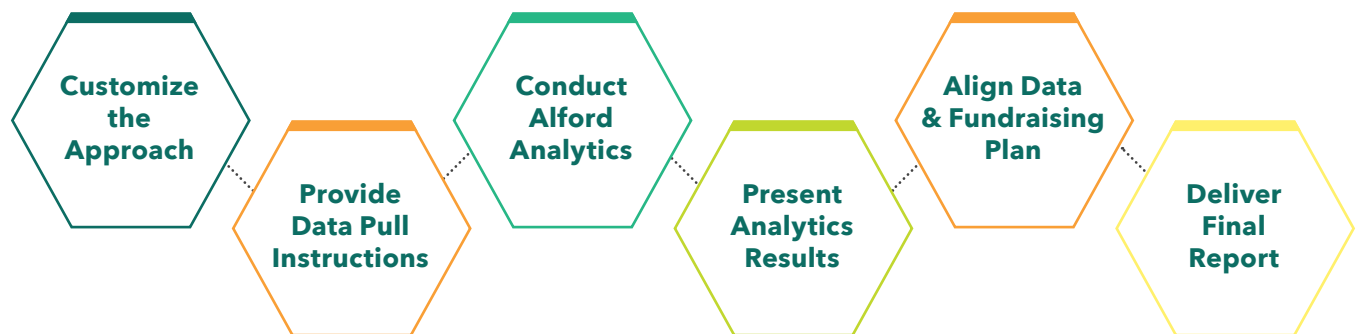 Customize
the
Approach
Provide
Data Pull
Instructions
Conduct
Alford
Analytics
Present
Analytics
Results
Align Data
& Fundraising
Plan
Deliver
Final
Report